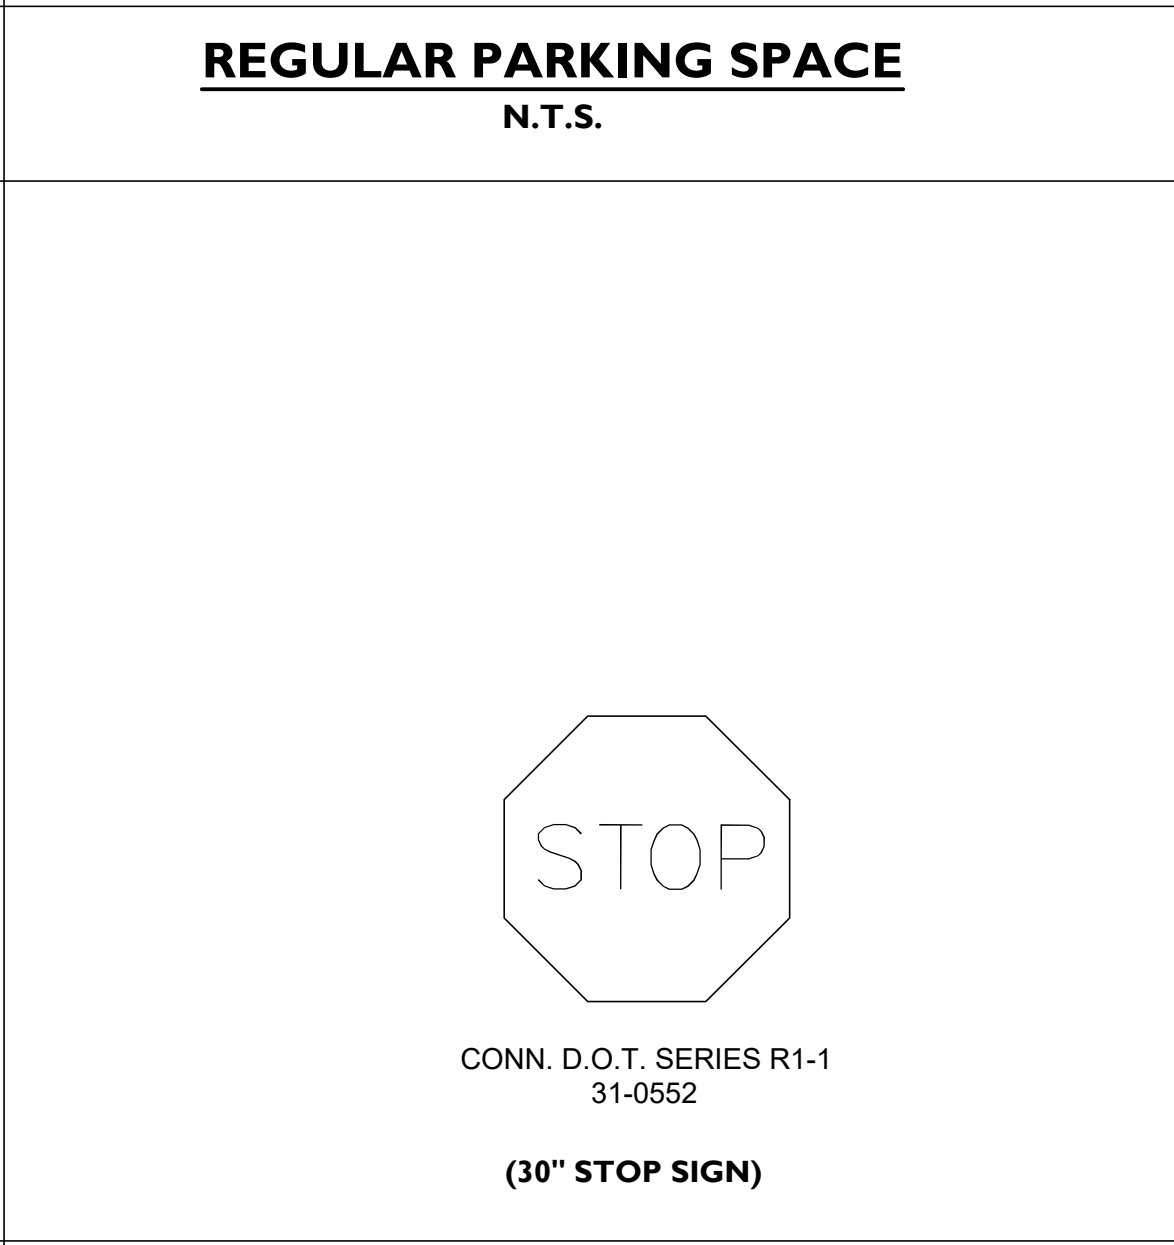 REGULAR PARKING SPACE
N.T.S.
STOP
CONN. D.O.T. SERIES R1-1
31-0552
(30" STOP SIGN)